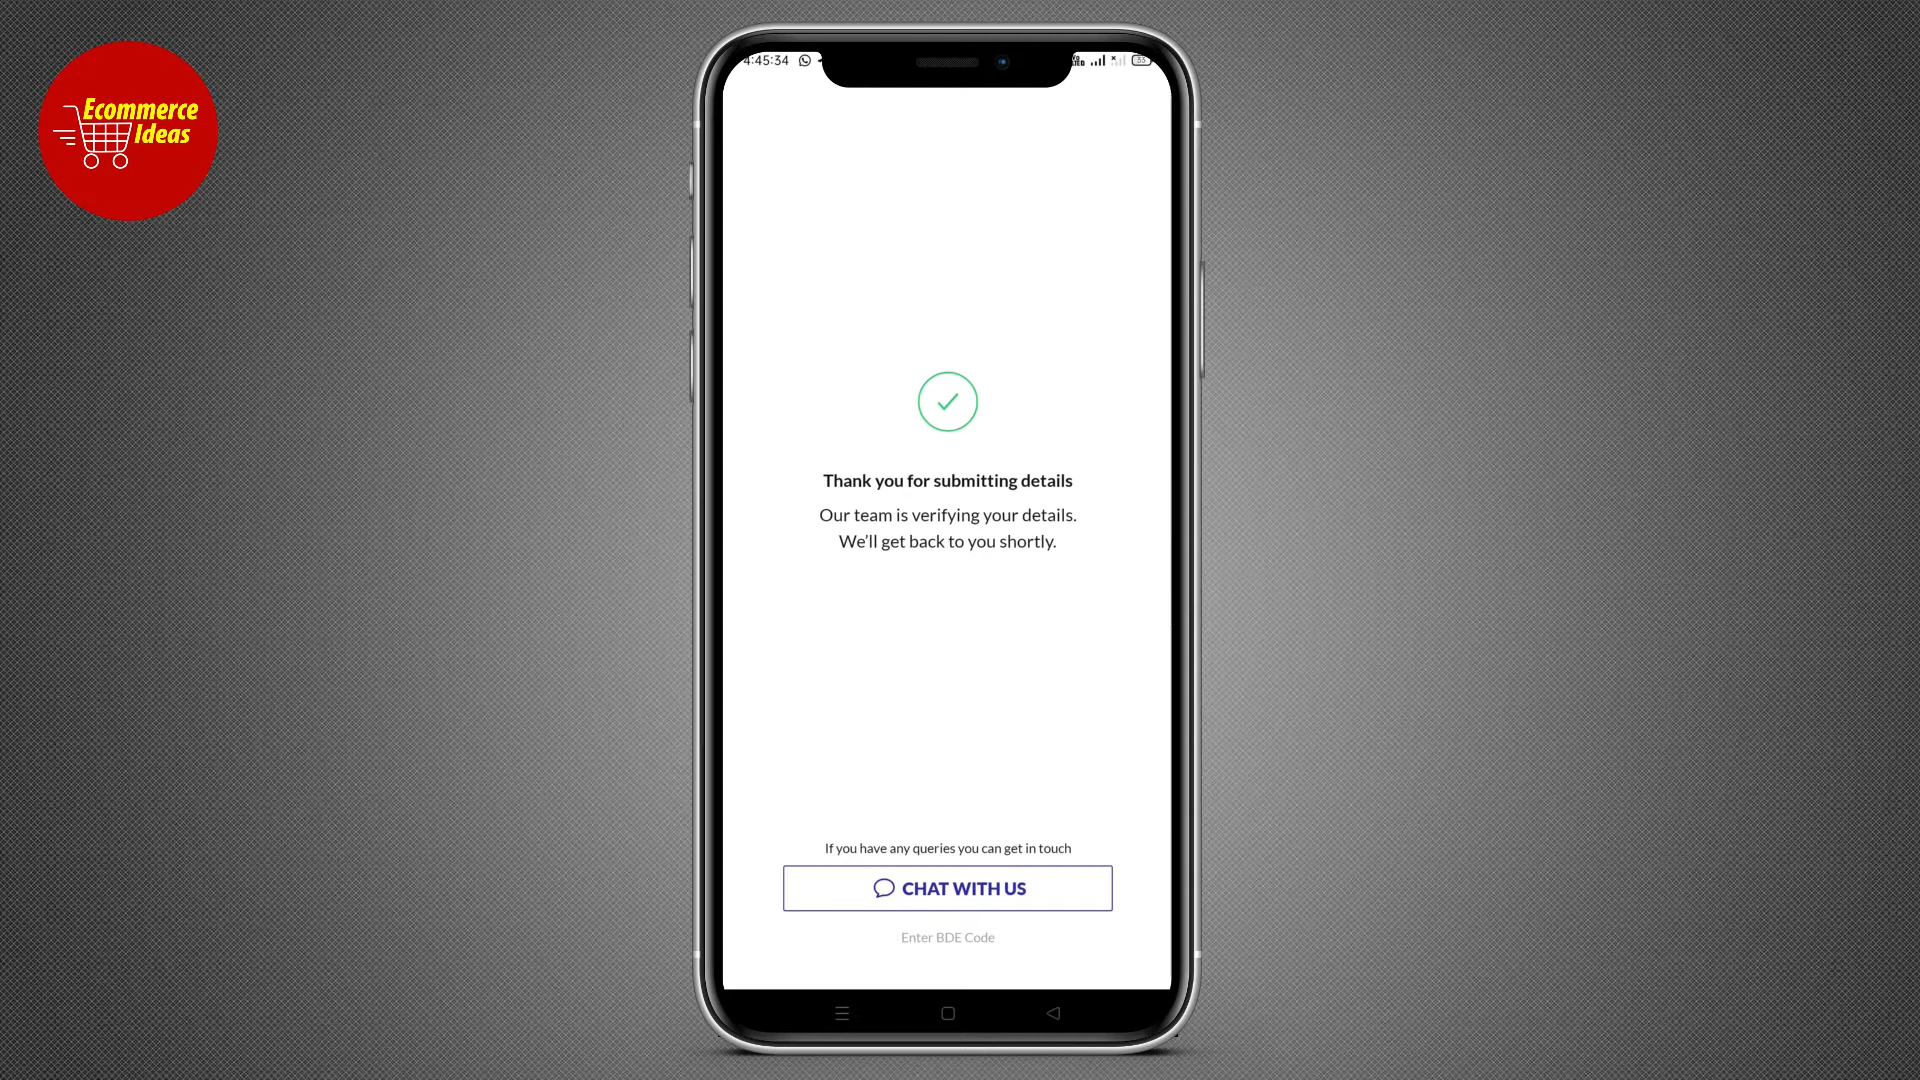 Ecommerce
Ideas
4:45:34
33
Thank you for submitting details
Our team is verifying your details.
We'll get back to you shortly.
If you have any queries you can get in touch
CHAT WITH US
Enter BDE Code